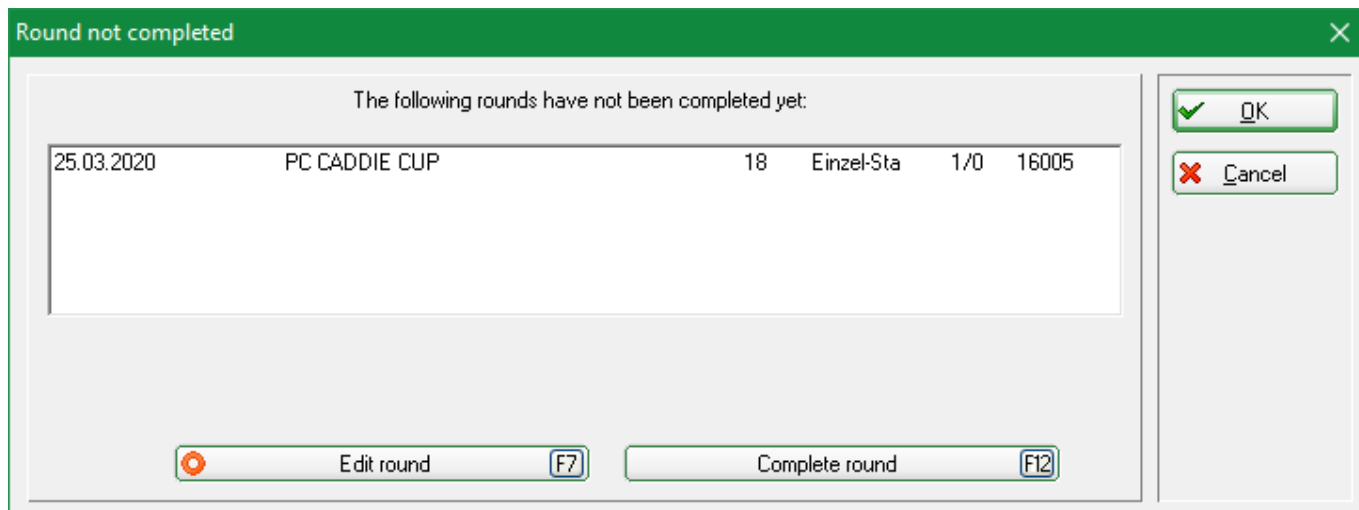 Round not completed
The following rounds have not been completed yet:
25.03.2020 PC CADDIE CUP 18 Einzel-Sta 1/0 16005
OK
Cancel
Edit round F7
Complete round F12